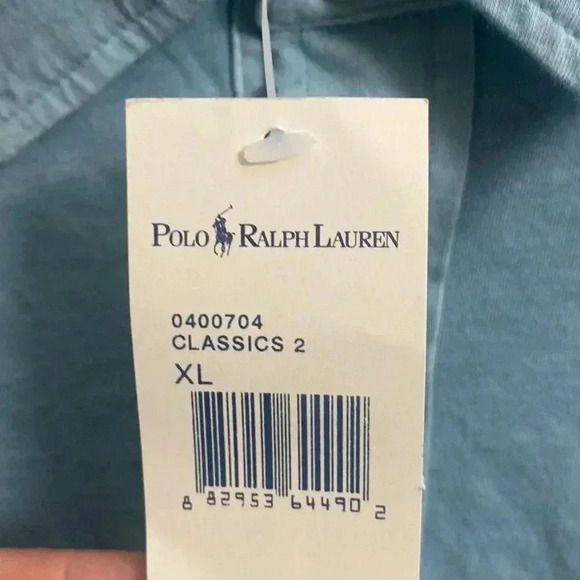 POLO RALPH LAUREN
0400704
CLASSICS 2
XL
8 82953 64490 2